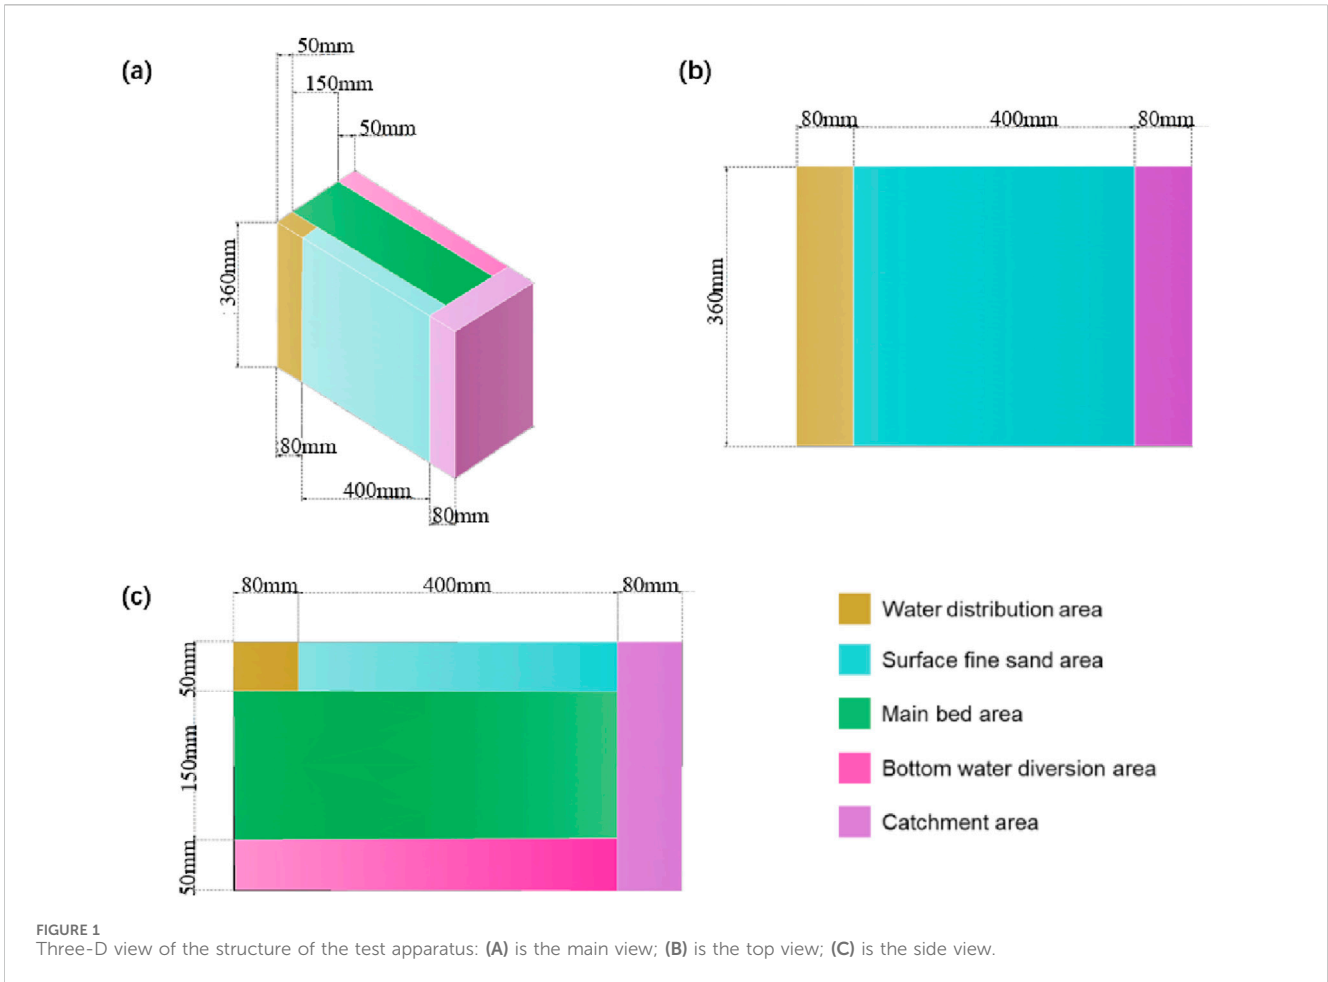 (a)
50mm
150mm
50mm
360mm
80mm
400mm
80mm
(b)
80mm
400mm
80mm
360mm
(c)
80mm
400mm
80mm
50mm
150mm
50mm
Water distribution area
Surface fine sand area
Main bed area
Bottom water diversion area
Catchment area
FIGURE 1
Three-D view of the structure of the test apparatus: (A) is the main view; (B) is the top view; (C) is the side view.